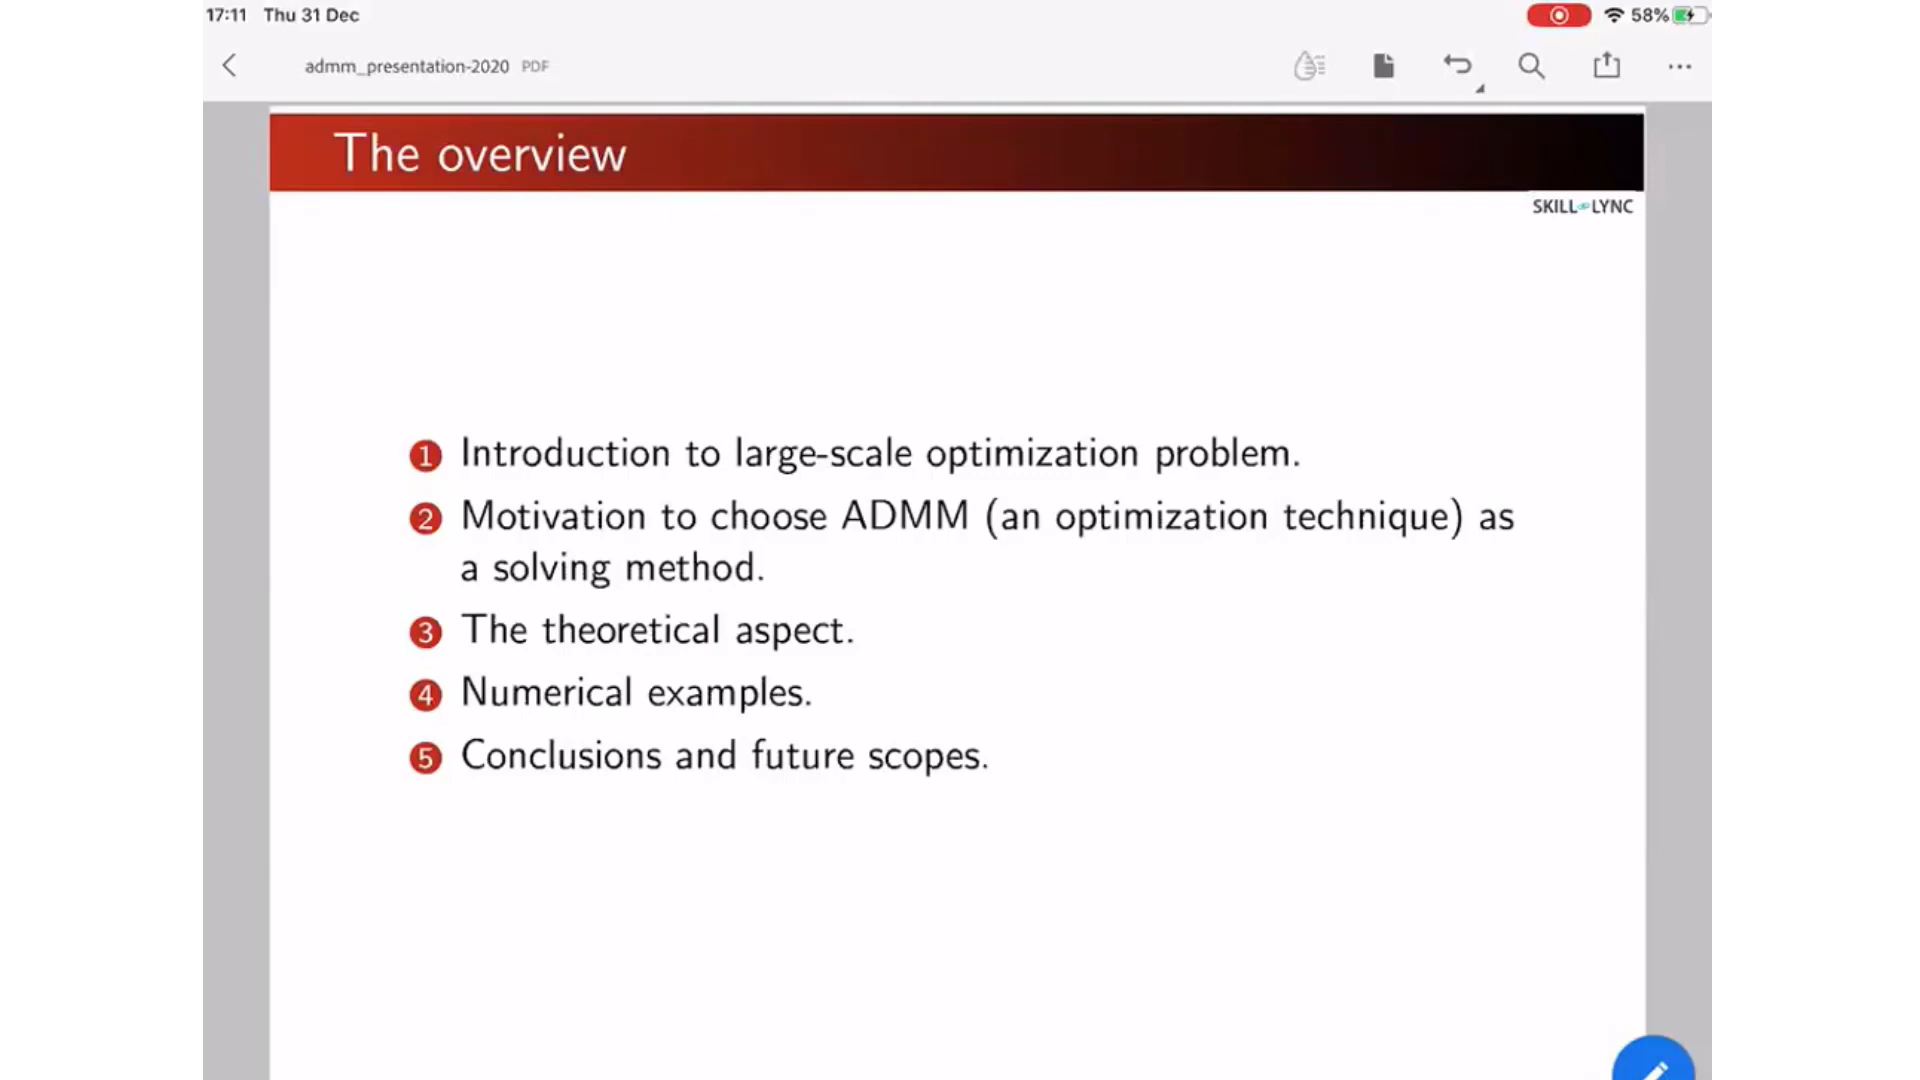 17:11 Thu 31 Dec
58%
admm_presentation-2020 PDF
The overview
SKILL LYNC
1 Introduction to large-scale optimization problem.
2 Motivation to choose ADMM (an optimization technique) as
a solving method.
3 The theoretical aspect.
4 Numerical examples.
5 Conclusions and future scopes.